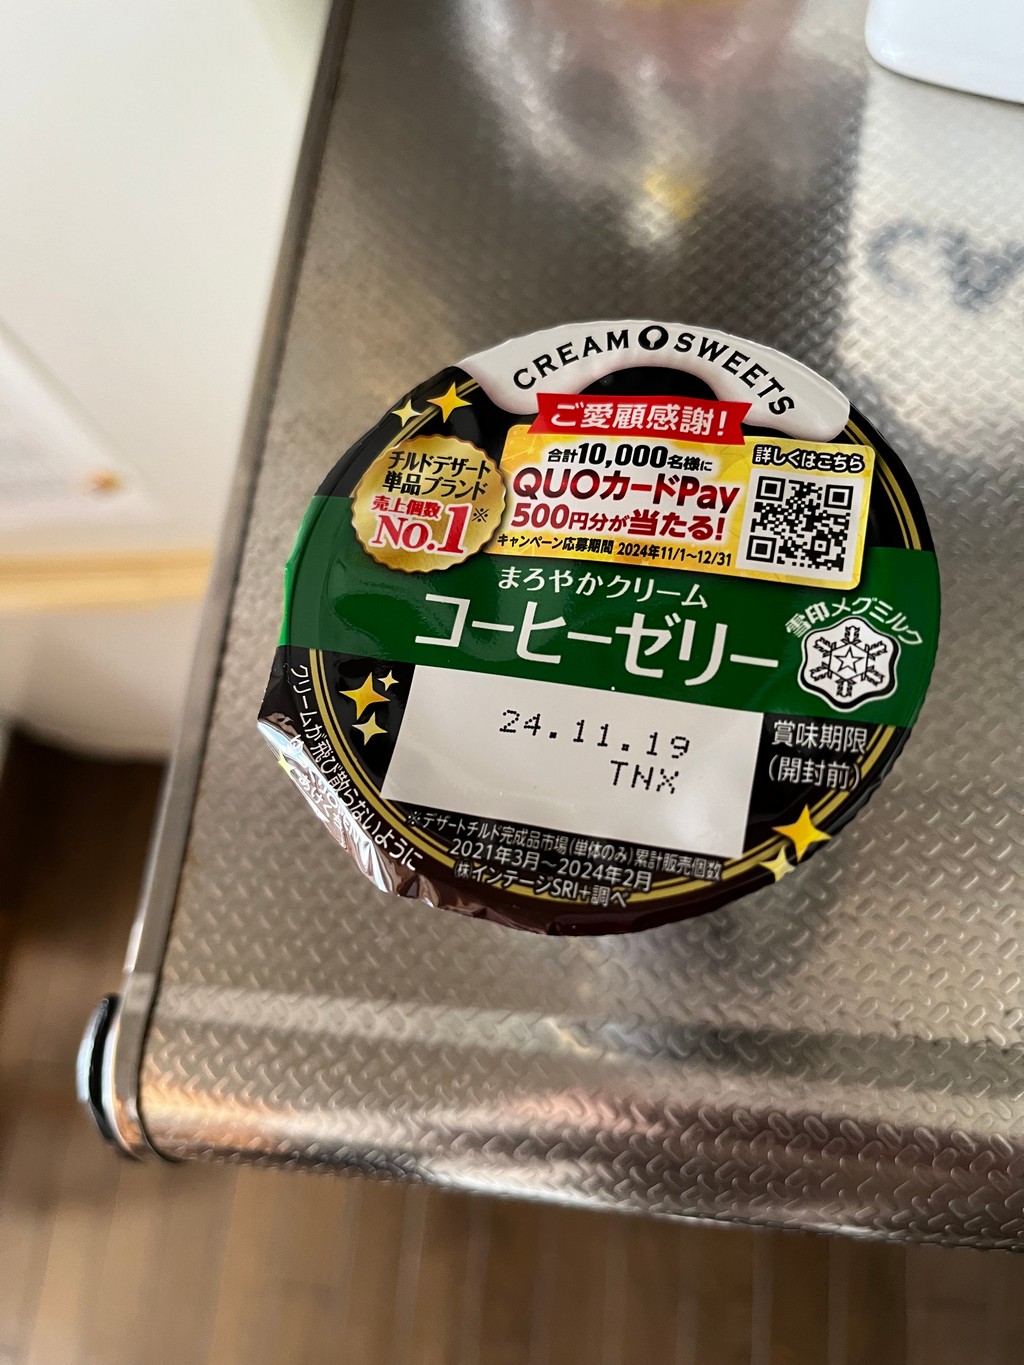 CREAM SWEETS
ご愛顧感謝!
チルドデザート
単品ブランド
売上個数
No.1※
合計10,000名様に
QUOカードPay
500円分が当たる!
キャンペーン応募期間 2024年11/1~12/31
詳しくはこちら
まろやかクリーム
コーヒーゼリー
雪印メグミルク
24.11.19
TNX
賞味期限
(開封前)
※デザートチルド完成品市場(単体のみ)累計販売個数
2021年3月~2024年2月
(株)インテージSRI+調べ
クリームが飛び散らないように